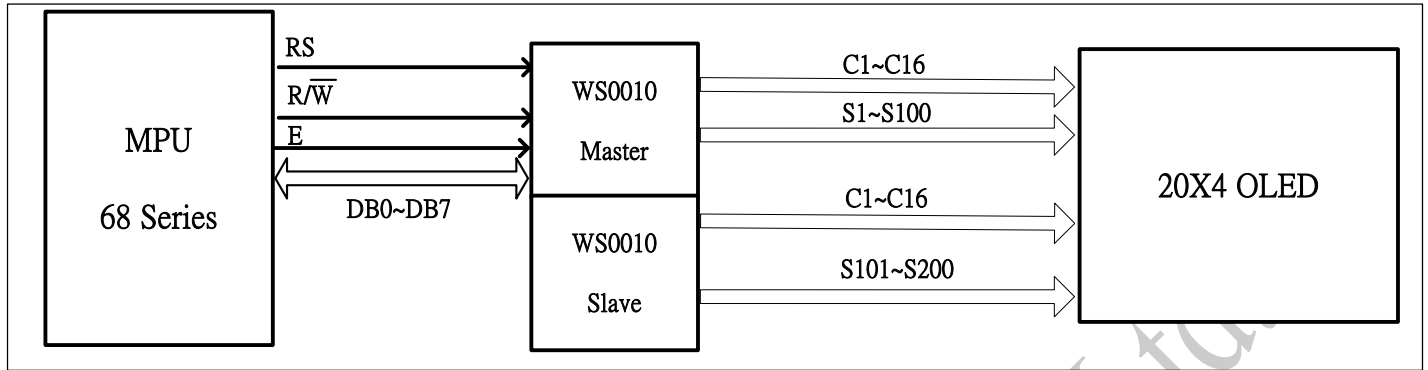 MPU
68 Series
RS
R/W̅
E
DB0~DB7
WS0010
Master
WS0010
Slave
C1~C16
S1~S100
C1~C16
S101~S200
20X4 OLED